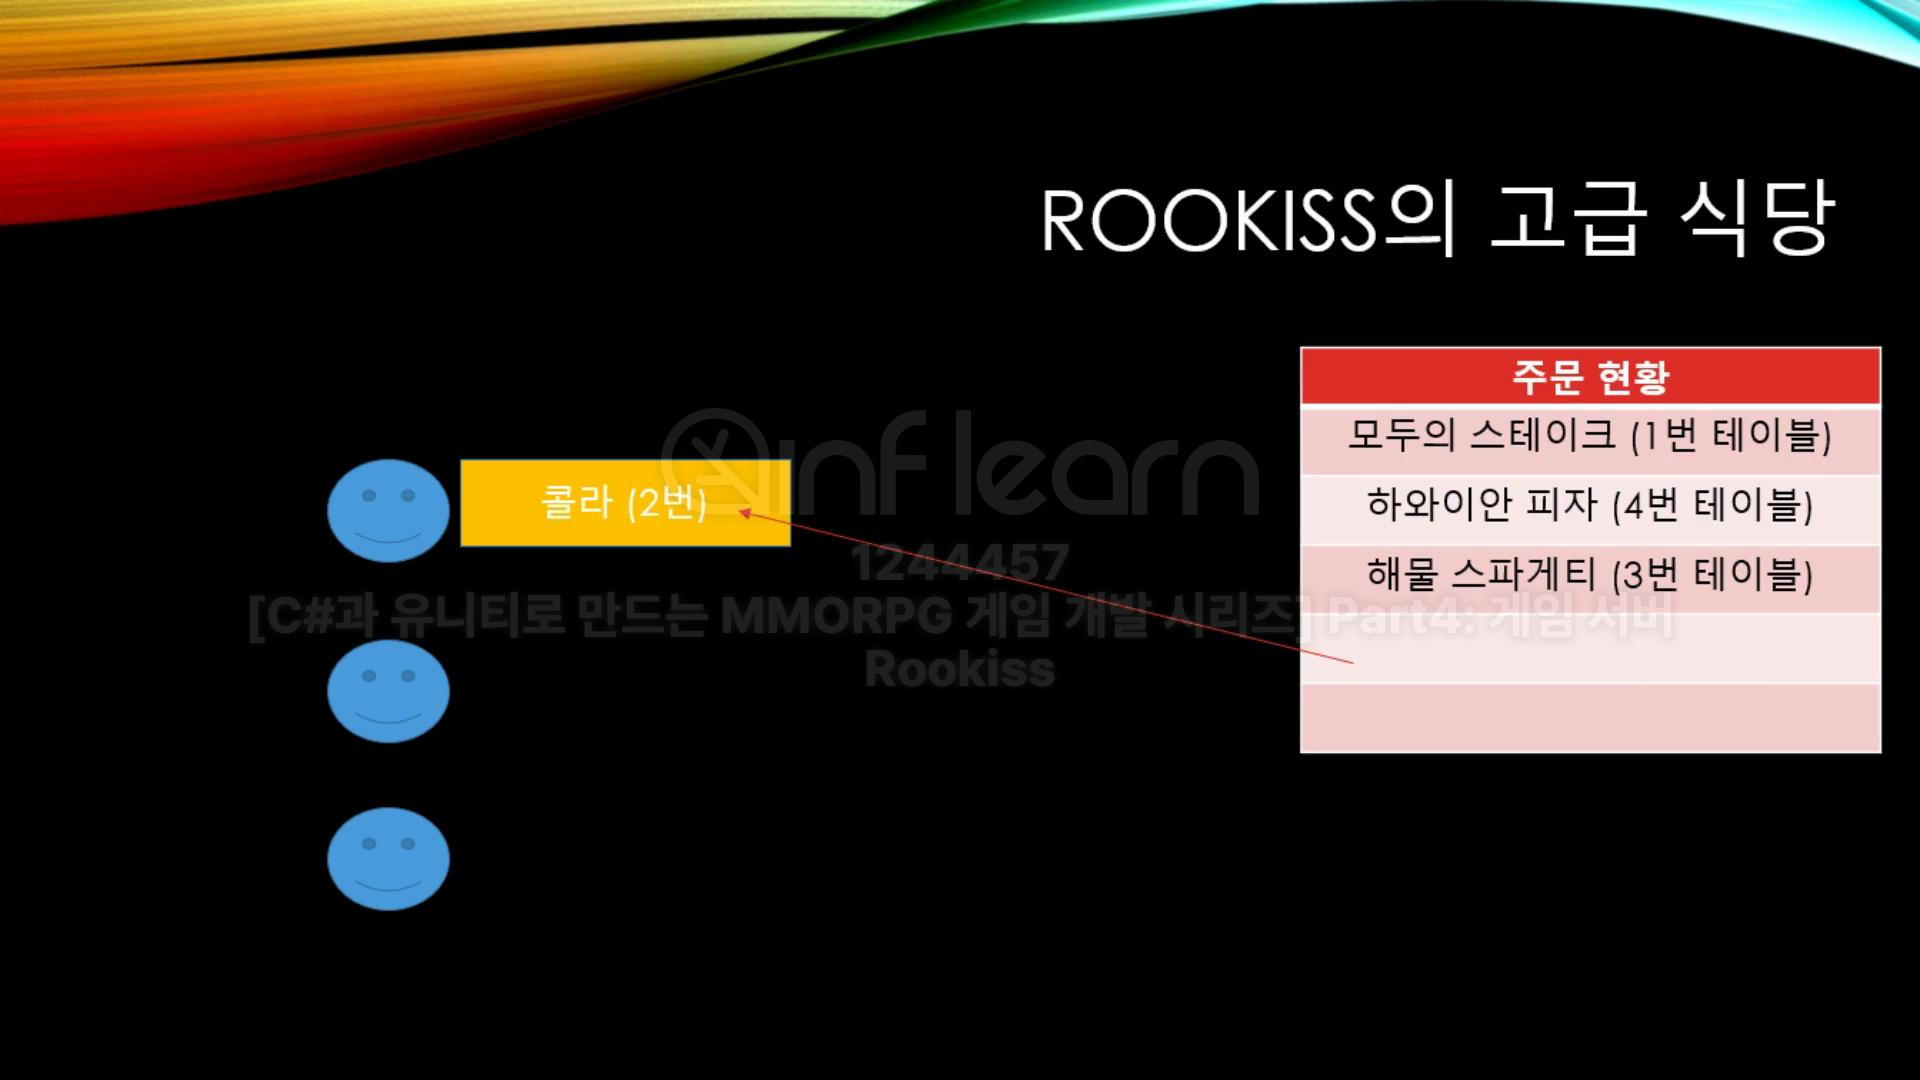 ROOKISS의 고급 식당
주문 현황
모두의 스테이크 (1번 테이블)
하와이안 피자 (4번 테이블)
해물 스파게티 (3번 테이블)
콜라 (2번)
inflearn
1244457
[C#과 유니티로 만드는 MMORPG 게임 개발 시리즈] Part4: 게임 서버
Rookiss